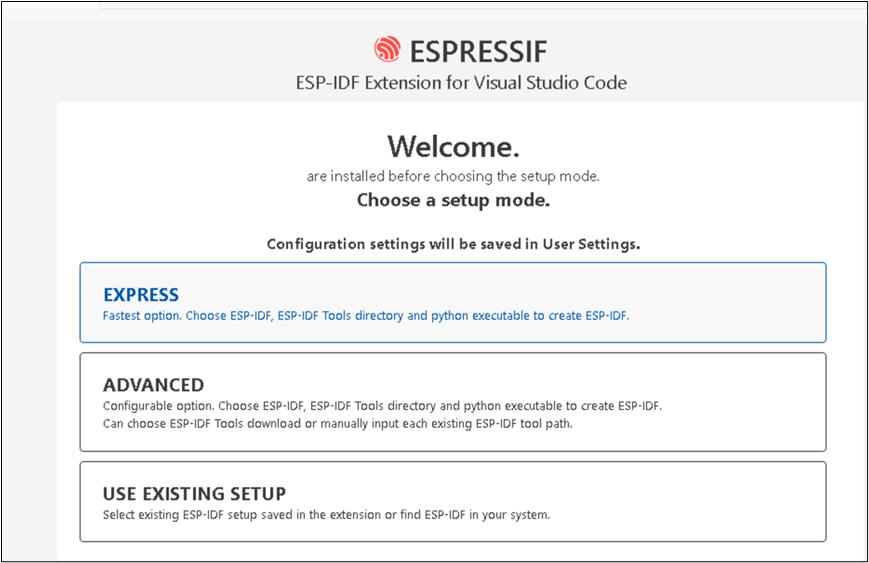 ESPRESSIF
ESP-IDF Extension for Visual Studio Code
Welcome.
are installed before choosing the setup mode.
Choose a setup mode.
Configuration settings will be saved in User Settings.
EXPRESS
Fastest option. Choose ESP-IDF, ESP-IDF Tools directory and python executable to create ESP-IDF.
ADVANCED
Configurable option. Choose ESP-IDF, ESP-IDF Tools directory and python executable to create ESP-IDF.
Can choose ESP-IDF Tools download or manually input each existing ESP-IDF tool path.
USE EXISTING SETUP
Select existing ESP-IDF setup saved in the extension or find ESP-IDF in your system.